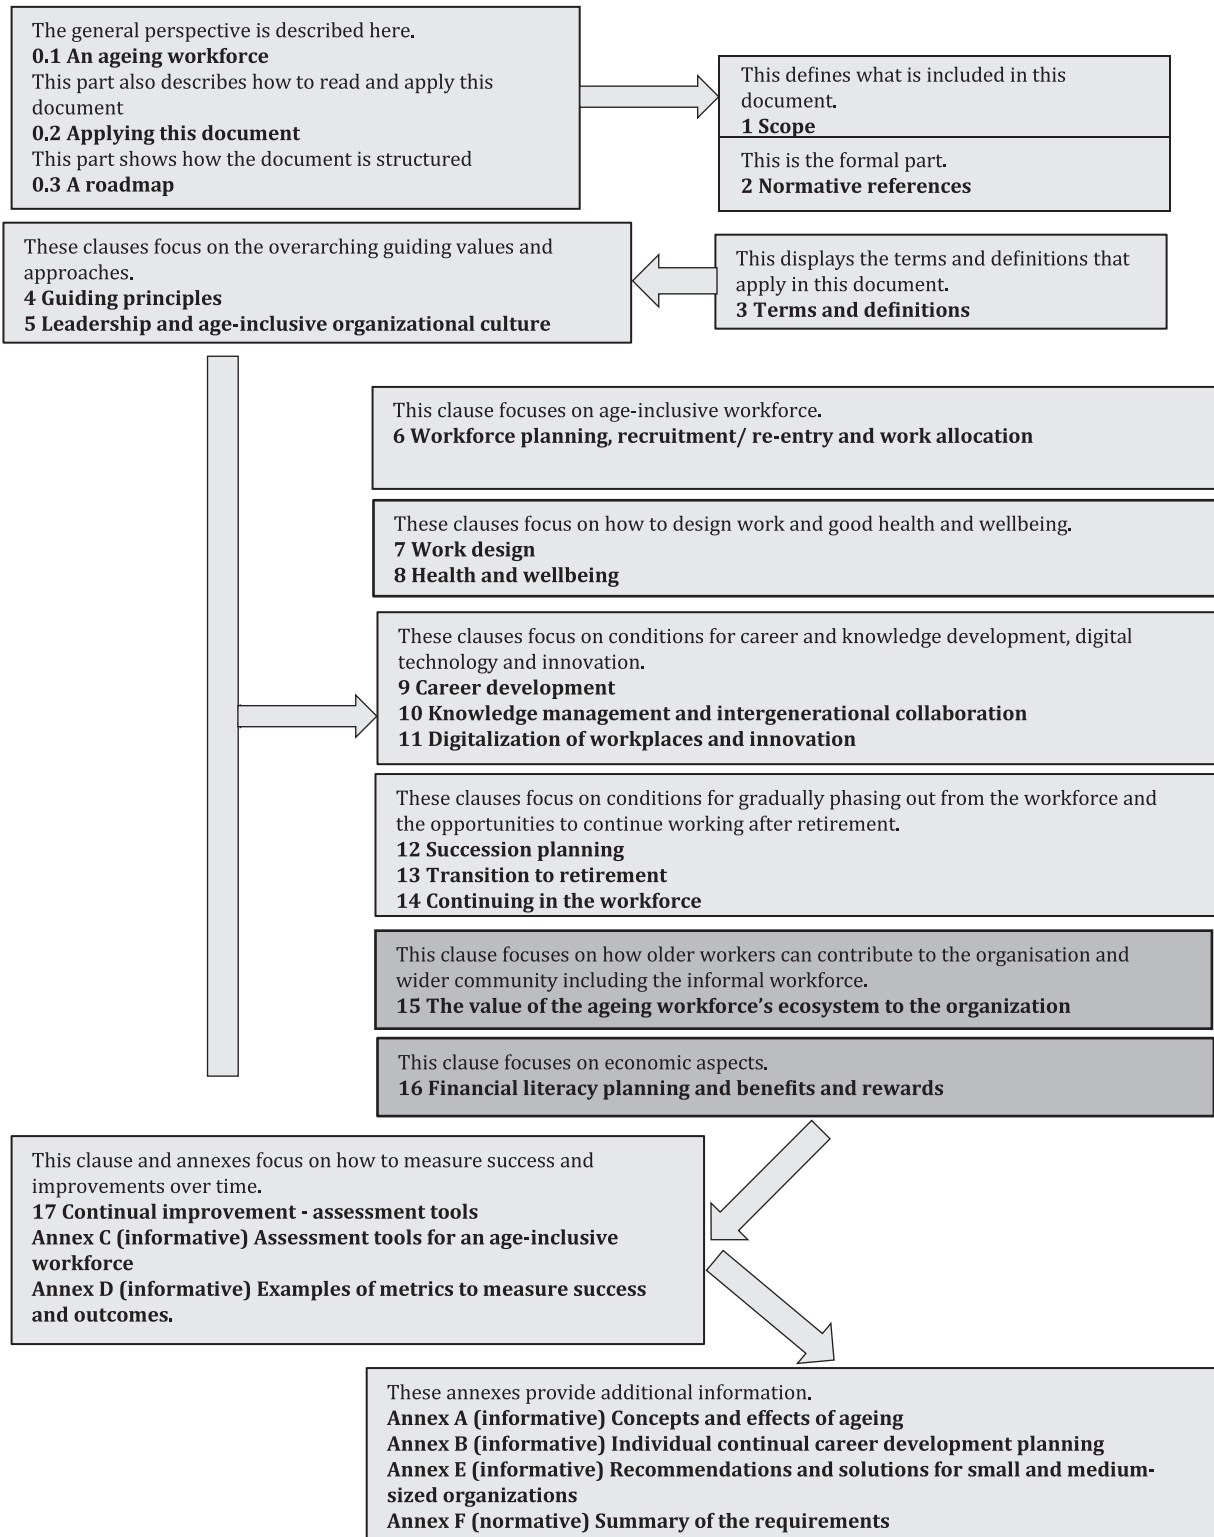 The general perspective is described here.
0.1 An ageing workforce
This part also describes how to read and apply this
document
0.2 Applying this document
This part shows how the document is structured
0.3 A roadmap
This defines what is included in this
document.
1 Scope
This is the formal part.
2 Normative references
These clauses focus on the overarching guiding values and
approaches.
4 Guiding principles
5 Leadership and age-inclusive organizational culture
This displays the terms and definitions that
apply in this document.
3 Terms and definitions
This clause focuses on age-inclusive workforce.
6 Workforce planning, recruitment/ re-entry and work allocation
These clauses focus on how to design work and good health and wellbeing.
7 Work design
8 Health and wellbeing
These clauses focus on conditions for career and knowledge development, digital
technology and innovation.
9 Career development
10 Knowledge management and intergenerational collaboration
11 Digitalization of workplaces and innovation
These clauses focus on conditions for gradually phasing out from the workforce and
the opportunities to continue working after retirement.
12 Succession planning
13 Transition to retirement
14 Continuing in the workforce
This clause focuses on how older workers can contribute to the organisation and
wider community including the informal workforce.
15 The value of the ageing workforce's ecosystem to the organization
This clause focuses on economic aspects.
16 Financial literacy planning and benefits and rewards
This clause and annexes focus on how to measure success and
improvements over time.
17 Continual improvement - assessment tools
Annex C (informative) Assessment tools for an age-inclusive
workforce
Annex D (informative) Examples of metrics to measure success
and outcomes.
These annexes provide additional information.
Annex A (informative) Concepts and effects of ageing
Annex B (informative) Individual continual career development planning
Annex E (informative) Recommendations and solutions for small and medium-
sized organizations
Annex F (normative) Summary of the requirements